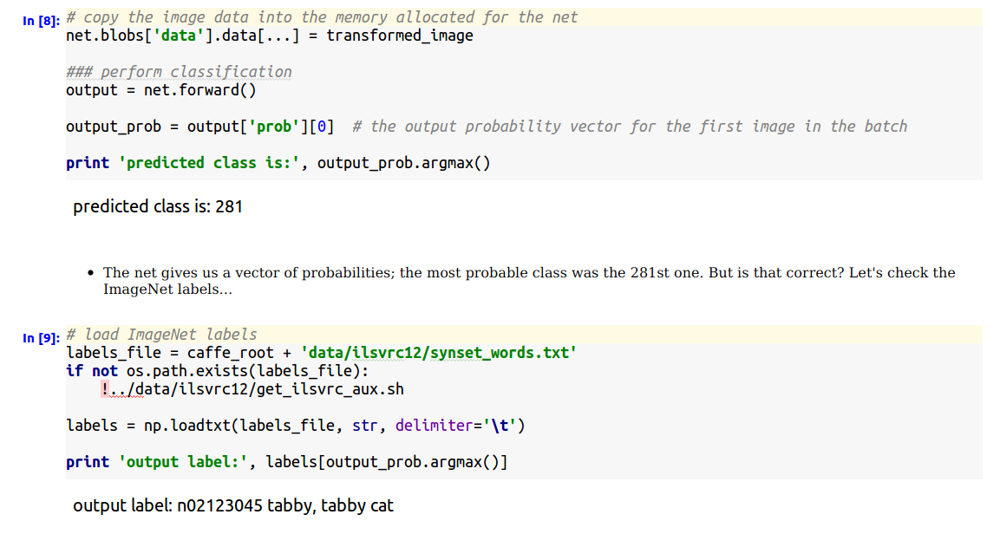 In [8]: # copy the image data into the memory allocated for the net
net.blobs['data'].data[...] = transformed_image
### perform classification
output = net.forward()
output_prob = output['prob'][0]  # the output probability vector for the first image in the batch
print 'predicted class is:', output_prob.argmax()
predicted class is: 281
• The net gives us a vector of probabilities; the most probable class was the 281st one. But is that correct? Let's check the
ImageNet labels...
In [9]: # load ImageNet labels
labels_file = caffe_root + 'data/ilsvrc12/synset_words.txt'
if not os.path.exists(labels_file):
    !../data/ilsvrc12/get_ilsvrc_aux.sh
labels = np.loadtxt(labels_file, str, delimiter='\t')
print 'output label:', labels[output_prob.argmax()]
output label: n02123045 tabby, tabby cat